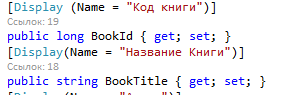 [Display (Name = "Код книги")]
Ссылок: 19
public long BookId { get; set; }
[Display(Name = "Название Книги")]
Ссылок: 18
public string BookTitle { get; set; }